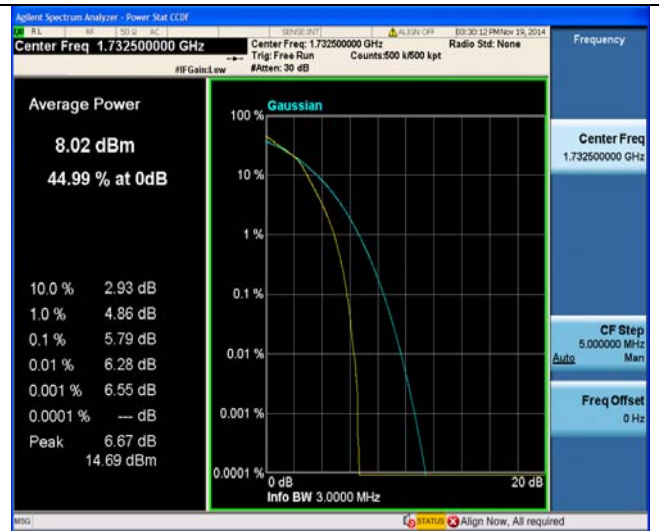 Agilent Spectrum Analyzer - Power Stat CCDF
RL RF 50 Ω AC SENSE:INT ALIGN OFF 03:30:12 PM Nov 19, 2014
Center Freq 1.732500000 GHz
Center Freq: 1.732500000 GHz Radio Std: None
Trig: Free Run Counts:500 k/500 kpt
#IFGain:Low #Atten: 30 dB
Frequency
Average Power
8.02 dBm
44.99 % at 0dB
10.0 % 2.93 dB
1.0 % 4.86 dB
0.1 % 5.79 dB
0.01 % 6.28 dB
0.001 % 6.55 dB
0.0001 % --- dB
Peak 6.67 dB
14.69 dBm
Gaussian
100 %
10 %
1 %
0.1 %
0.01 %
0.001 %
0.0001 %
0 dB 20 dB
Info BW 3.0000 MHz
Center Freq
1.732500000 GHz
CF Step
5.000000 MHz
Auto Man
Freq Offset
0 Hz
MSG STATUS Align Now, All required